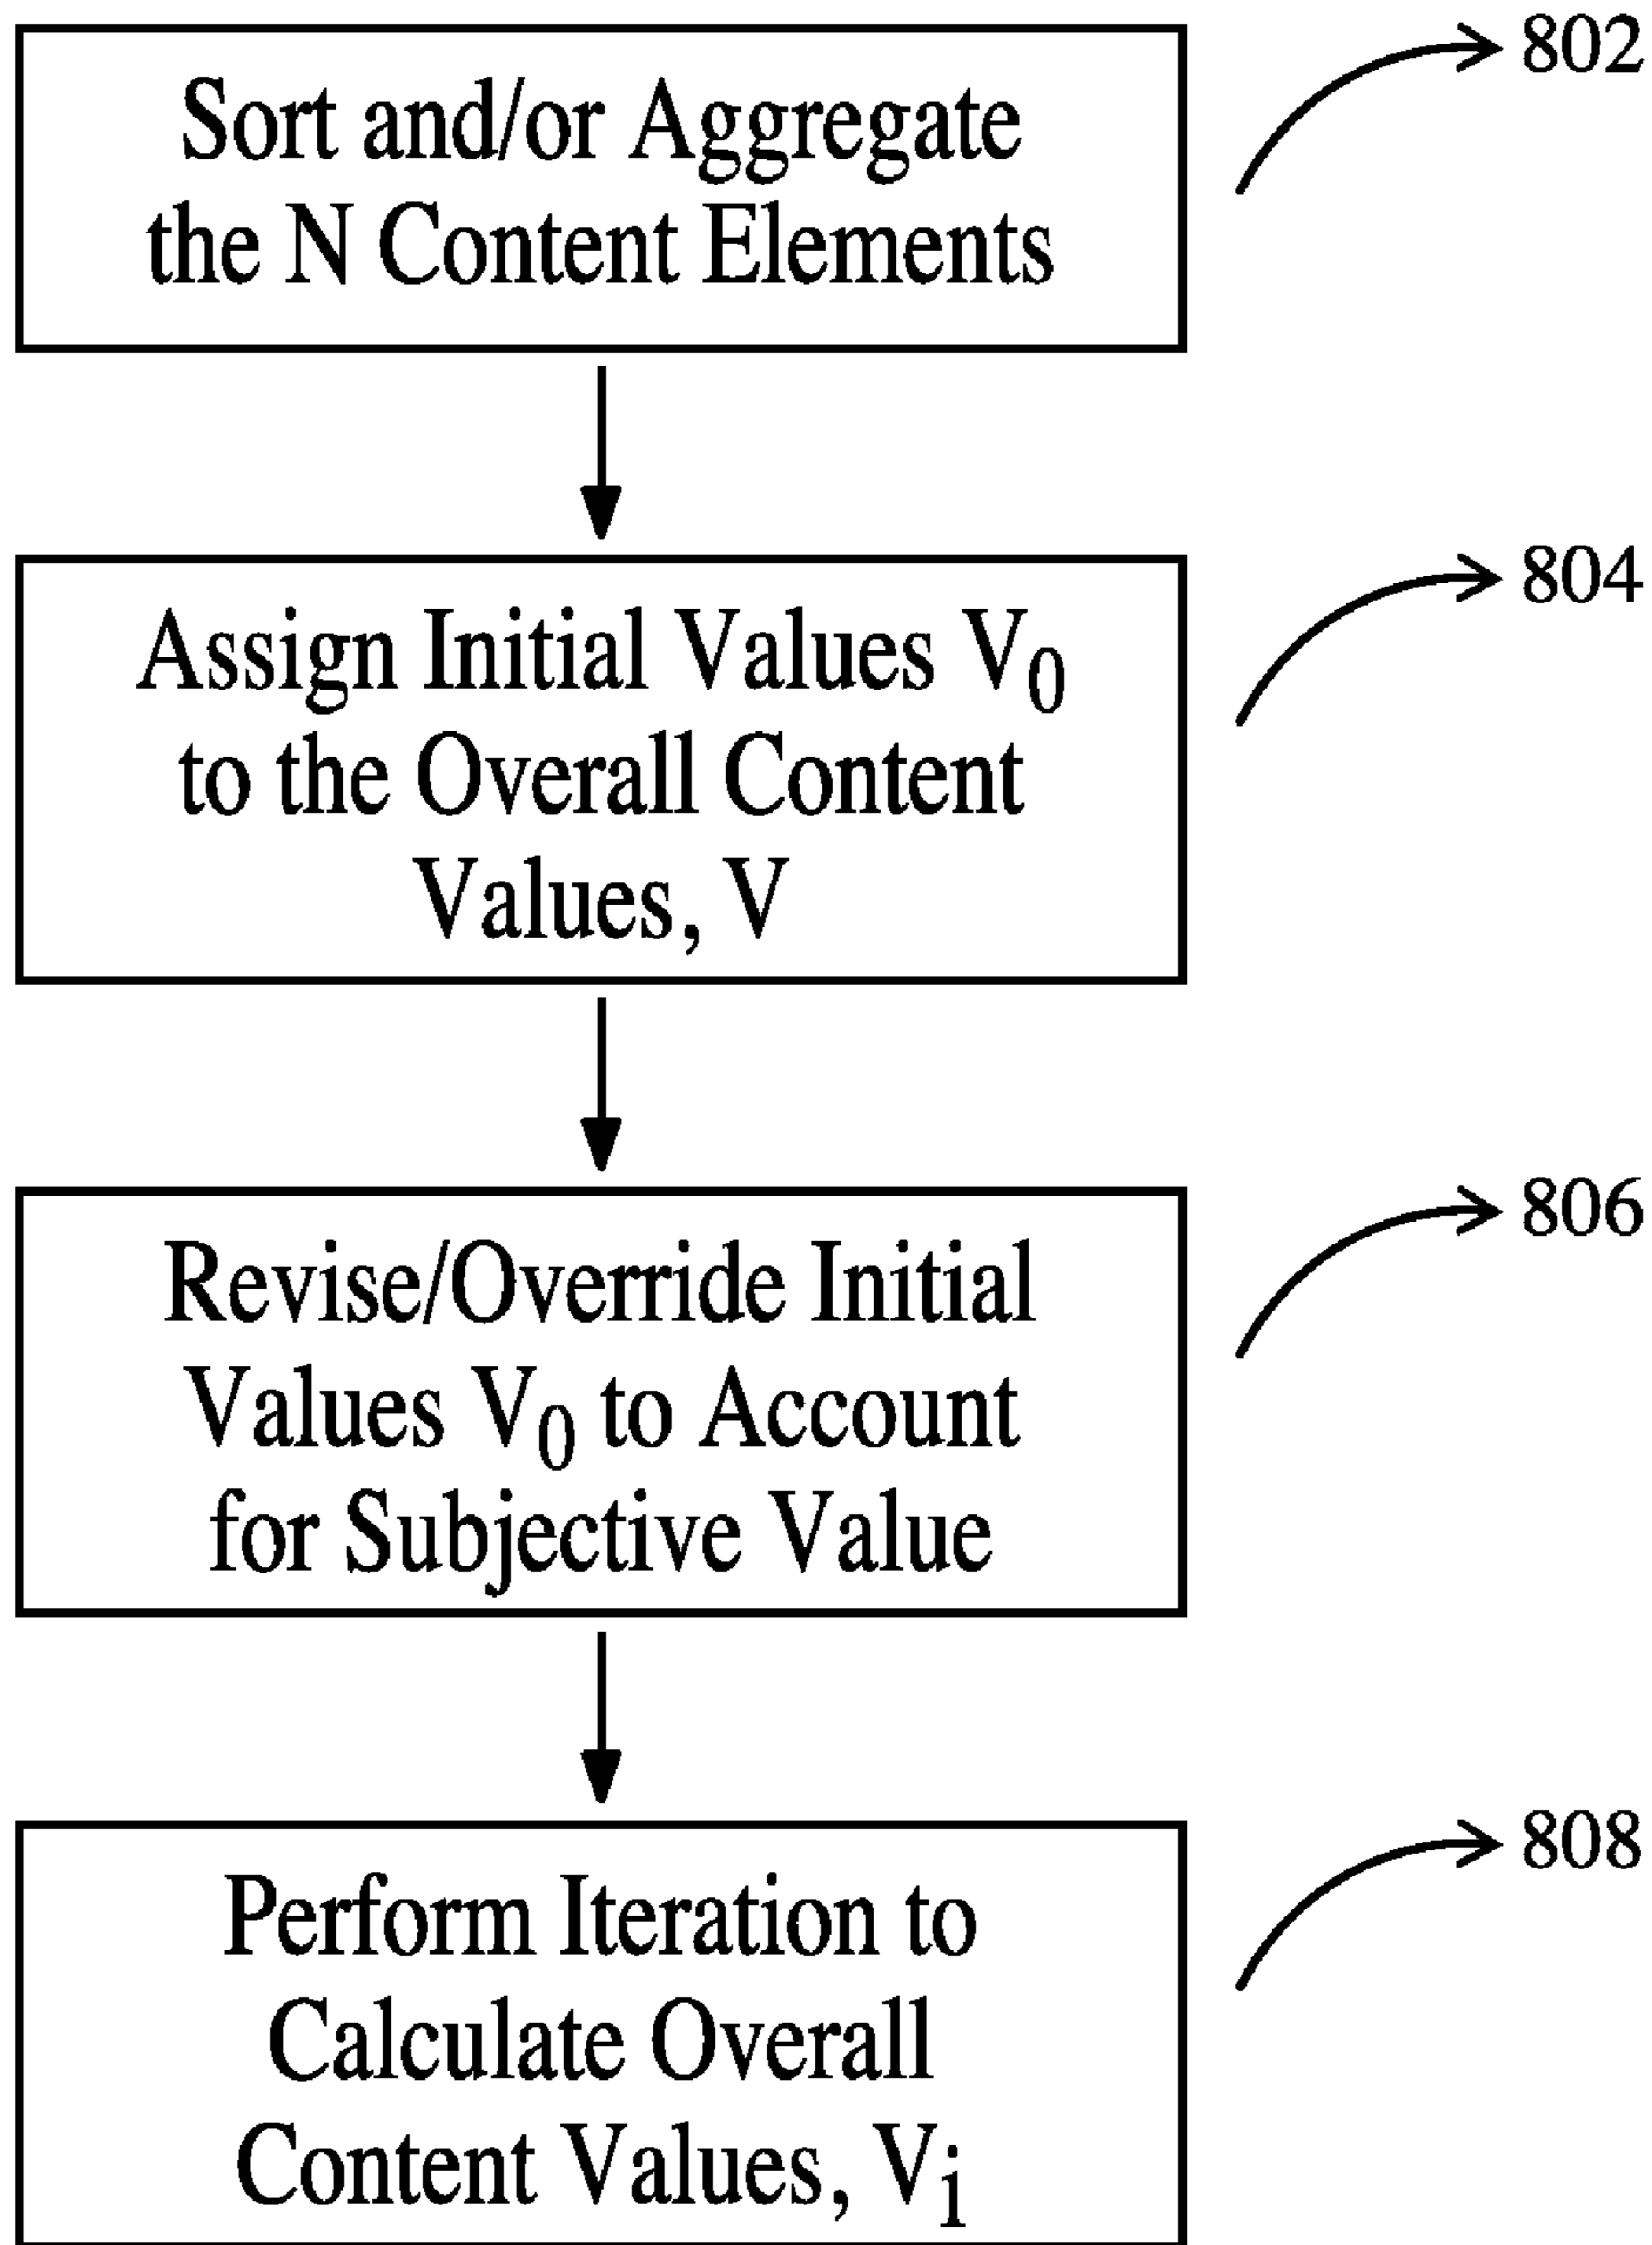 802
Sort and/or Aggregate
the N Content Elements
804
Assign Initial Values V₀
to the Overall Content
Values, V
806
Revise/Override Initial
Values V₀ to Account
for Subjective Value
808
Perform Iteration to
Calculate Overall
Content Values, Vᵢ